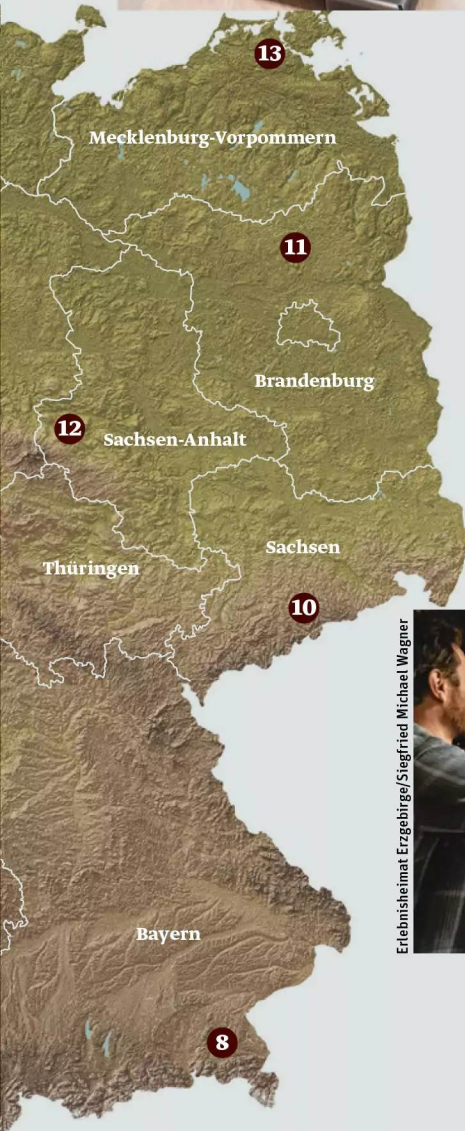 13
Mecklenburg-Vorpommern
11
Brandenburg
12
Sachsen-Anhalt
Sachsen
Thüringen
10
Erlebnisheimat Erzgebirge/Siegfried Michael Wagner
Bayern
8